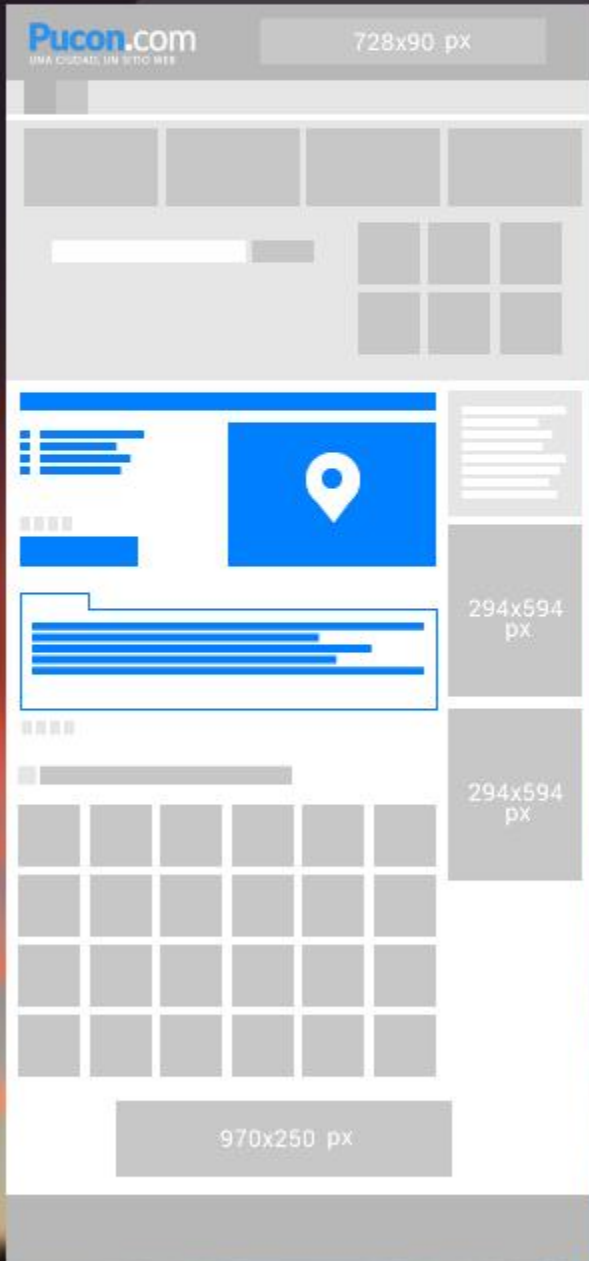 Pucon.com
UNA CIUDAD, UN SITIO WEB
728x90 px
294x594
px
294x594
px
970x250 px